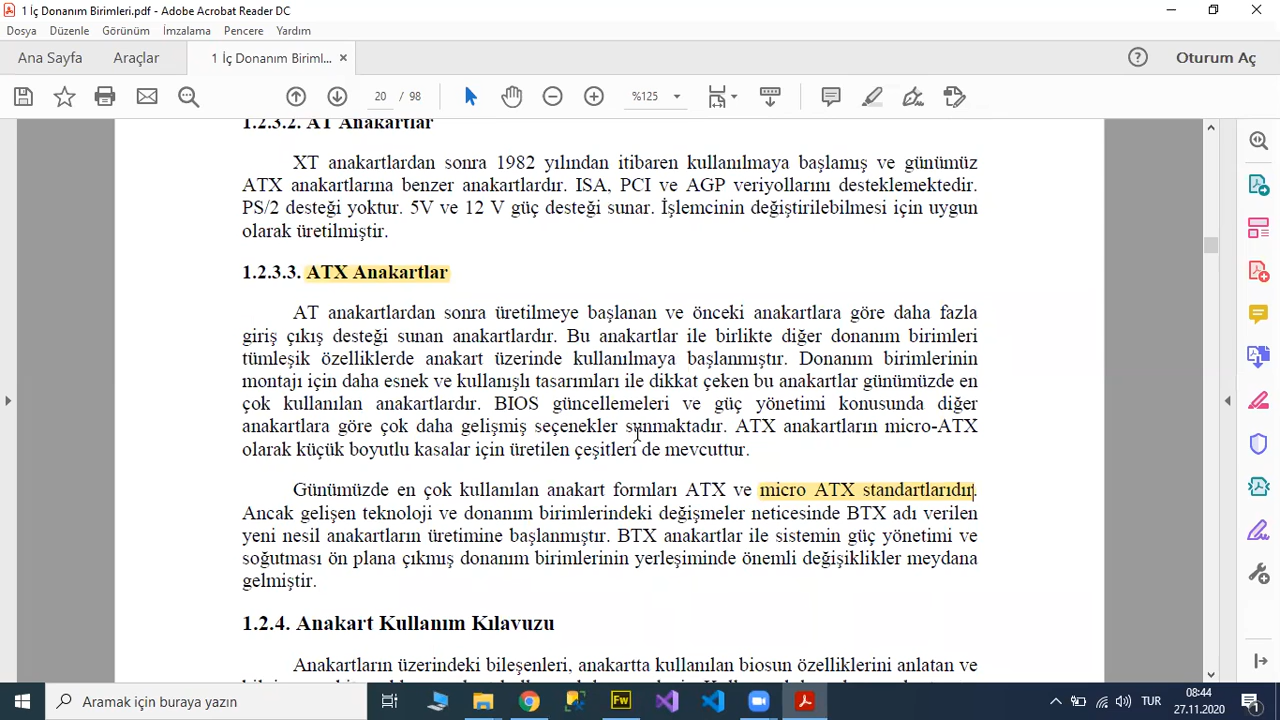 1 İç Donanım Birimleri.pdf - Adobe Acrobat Reader DC
Dosya Düzenle Görünüm İmzalama Pencere Yardım
Ana Sayfa Araçlar 1 İç Donanım Biriml... × Oturum Aç
20 / 98 %125
1.2.3.2. AT Anakartlar
XT anakartlardan sonra 1982 yılından itibaren kullanılmaya başlamış ve günümüz
ATX anakartlarına benzer anakartlardır. ISA, PCI ve AGP veriyollarını desteklemektedir.
PS/2 desteği yoktur. 5V ve 12 V güç desteği sunar. İşlemcinin değiştirilebilmesi için uygun
olarak üretilmiştir.
1.2.3.3. ATX Anakartlar
AT anakartlardan sonra üretilmeye başlanan ve önceki anakartlara göre daha fazla
giriş çıkış desteği sunan anakartlardır. Bu anakartlar ile birlikte diğer donanım birimleri
tümleşik özelliklerde anakart üzerinde kullanılmaya başlanmıştır. Donanım birimlerinin
montajı için daha esnek ve kullanışlı tasarımları ile dikkat çeken bu anakartlar günümüzde en
çok kullanılan anakartlardır. BIOS güncellemeleri ve güç yönetimi konusunda diğer
anakartlara göre çok daha gelişmiş seçenekler sunmaktadır. ATX anakartların micro-ATX
olarak küçük boyutlu kasalar için üretilen çeşitleri de mevcuttur.
Günümüzde en çok kullanılan anakart formları ATX ve micro ATX standartlarıdır.
Ancak gelişen teknoloji ve donanım birimlerindeki değişmeler neticesinde BTX adı verilen
yeni nesil anakartların üretimine başlanmıştır. BTX anakartlar ile sistemin güç yönetimi ve
soğutması ön plana çıkmış donanım birimlerinin yerleşiminde önemli değişiklikler meydana
gelmiştir.
1.2.4. Anakart Kullanım Kılavuzu
Anakartların üzerindeki bileşenleri, anakartta kullanılan biosun özelliklerini anlatan ve
Aramak için buraya yazın
TUR
08:44
27.11.2020